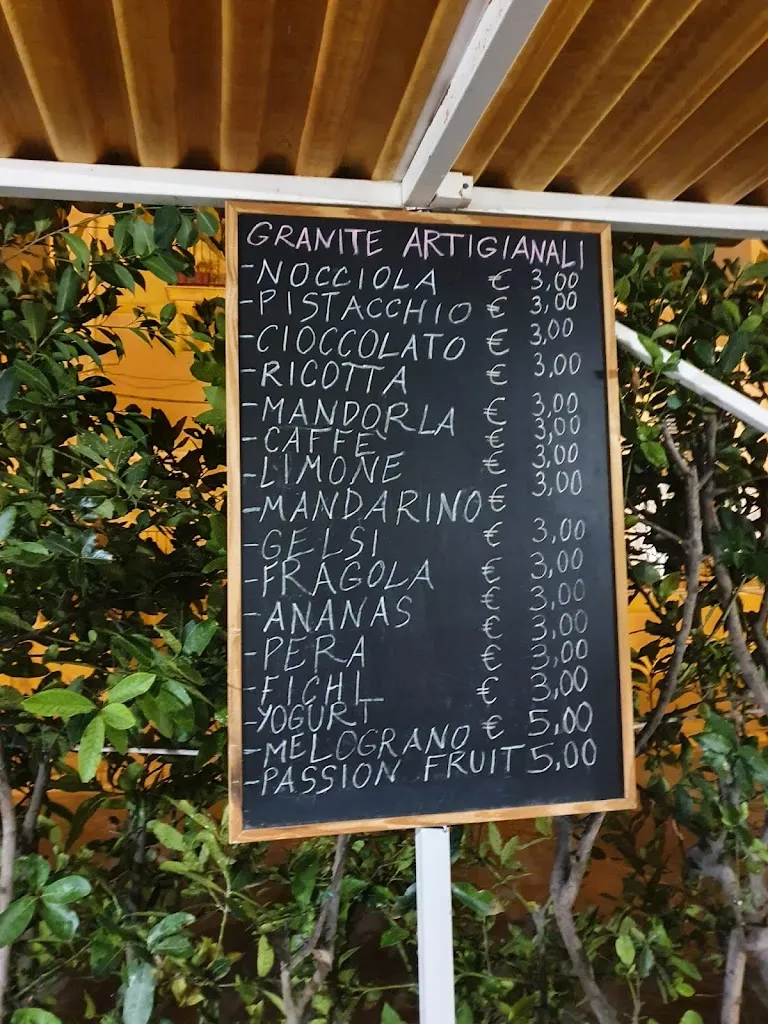 GRANITE ARTIGIANALI
-NOCCIOLA € 3,00
-PISTACCHIO € 3,00
-CIOCCOLATO € 3,00
-RICOTTA € 3,00
-MANDORLA € 3,00
-CAFFE € 3,00
-LIMONE € 3,00
-MANDARINO € 3,00
-GELSI € 3,00
-FRAGOLA € 3,00
-ANANAS € 3,00
-PERA € 3,00
-FICHI € 3,00
-YOGURT € 3,00
-MELOGRANO € 5,00
-PASSION FRUIT 5,00